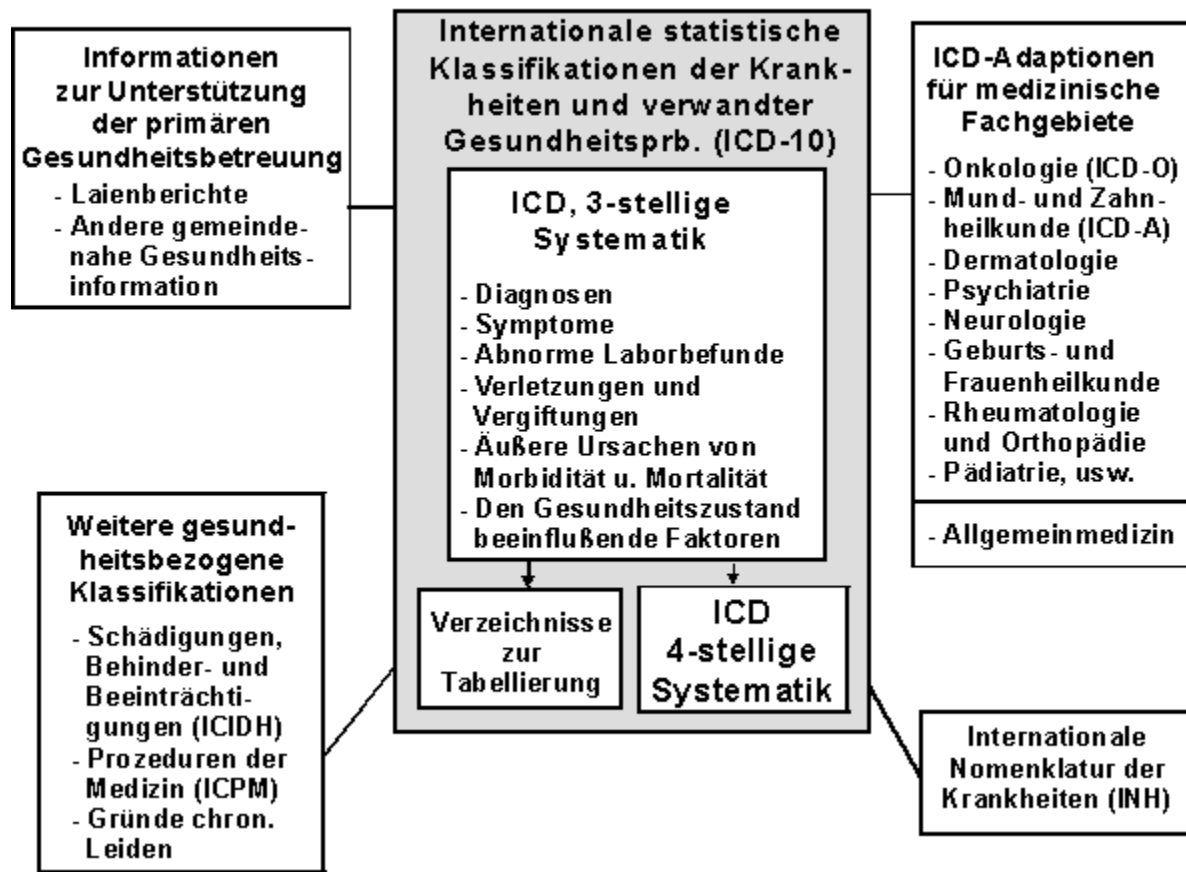 Informationen
zur Unterstützung
der primären
Gesundheitsbetreuung
- Laienberichte
- Andere gemeinde-
nahe Gesundheits-
information
Weitere gesund-
heitsbezogene
Klassifikationen
- Schädigungen,
Behinder- und
Beeinträchti-
gungen (ICIDH)
- Prozeduren der
Medizin (ICPM)
- Gründe chron.
Leiden
Internationale statistische
Klassifikationen der Krank-
heiten und verwandter
Gesundheitsprb. (ICD-10)
ICD, 3-stellige
Systematik
- Diagnosen
- Symptome
- Abnorme Laborbefunde
- Verletzungen und
Vergiftungen
- Äußere Ursachen von
Morbidität u. Mortalität
- Den Gesundheitszustand
beeinflußende Faktoren
Verzeichnisse
zur
Tabellierung
ICD
4-stellige
Systematik
ICD-Adaptionen
für medizinische
Fachgebiete
- Onkologie (ICD-O)
- Mund- und Zahn-
heilkunde (ICD-A)
- Dermatologie
- Psychiatrie
- Neurologie
- Geburts- und
Frauenheilkunde
- Rheumatologie
und Orthopädie
- Pädiatrie, usw.
- Allgemeinmedizin
Internationale
Nomenklatur der
Krankheiten (INH)